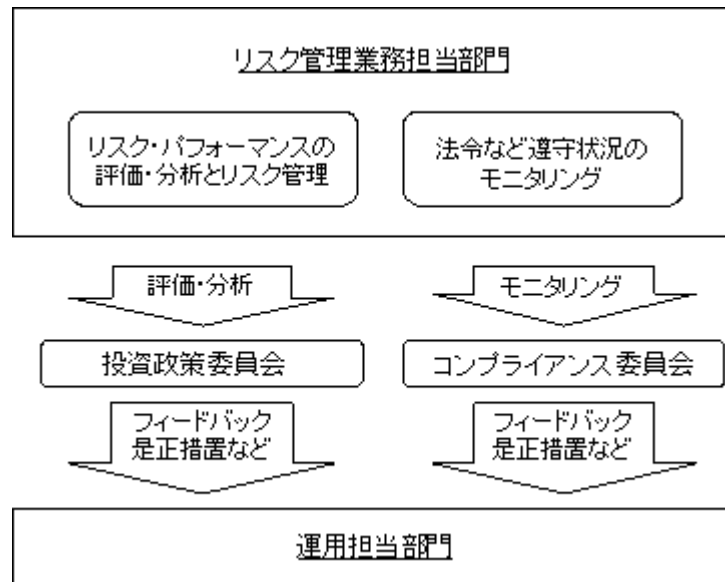 リスク管理業務担当部門
リスク・パフォーマンスの
評価・分析とリスク管理
法令など遵守状況の
モニタリング
評価・分析
モニタリング
投資政策委員会
コンプライアンス委員会
フィードバック
是正措置など
フィードバック
是正措置など
運用担当部門